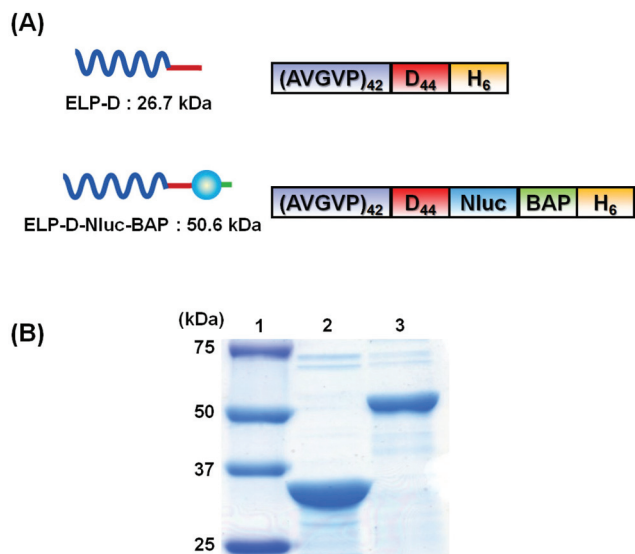 (A)
(AVGVP)42 D44 H6
ELP-D : 26.7 kDa
(AVGVP)42 D44 Nluc BAP H6
ELP-D-Nluc-BAP : 50.6 kDa
(B)
(kDa) 1 2 3
75
50
37
25